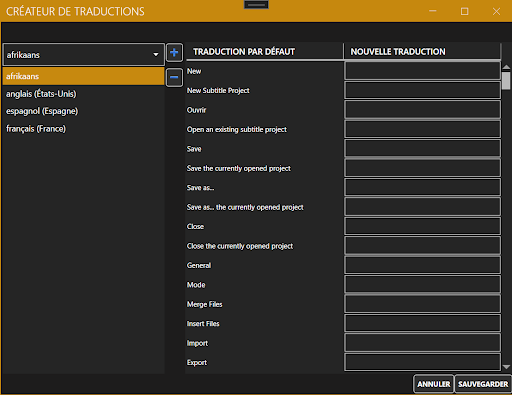 CRÉATEUR DE TRADUCTIONS
afrikaans
afrikaans
anglais (États-Unis)
espagnol (Espagne)
français (France)
TRADUCTION PAR DÉFAUT NOUVELLE TRADUCTION
New
New Subtitle Project
Ouvrir
Open an existing subtitle project
Save
Save the currently opened project
Save as...
Save as... the currently opened project
Close
Close the currently opened project
General
Mode
Merge Files
Insert Files
Import
Export
ANNULER SAUVEGARDER